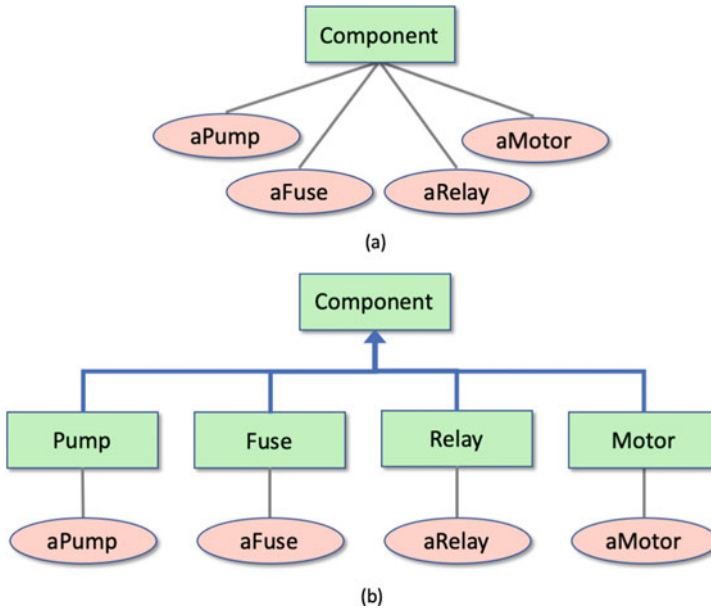 Component
aPump
aMotor
aFuse
aRelay
(a)
Component
Pump
Fuse
Relay
Motor
aPump
aFuse
aRelay
aMotor
(b)